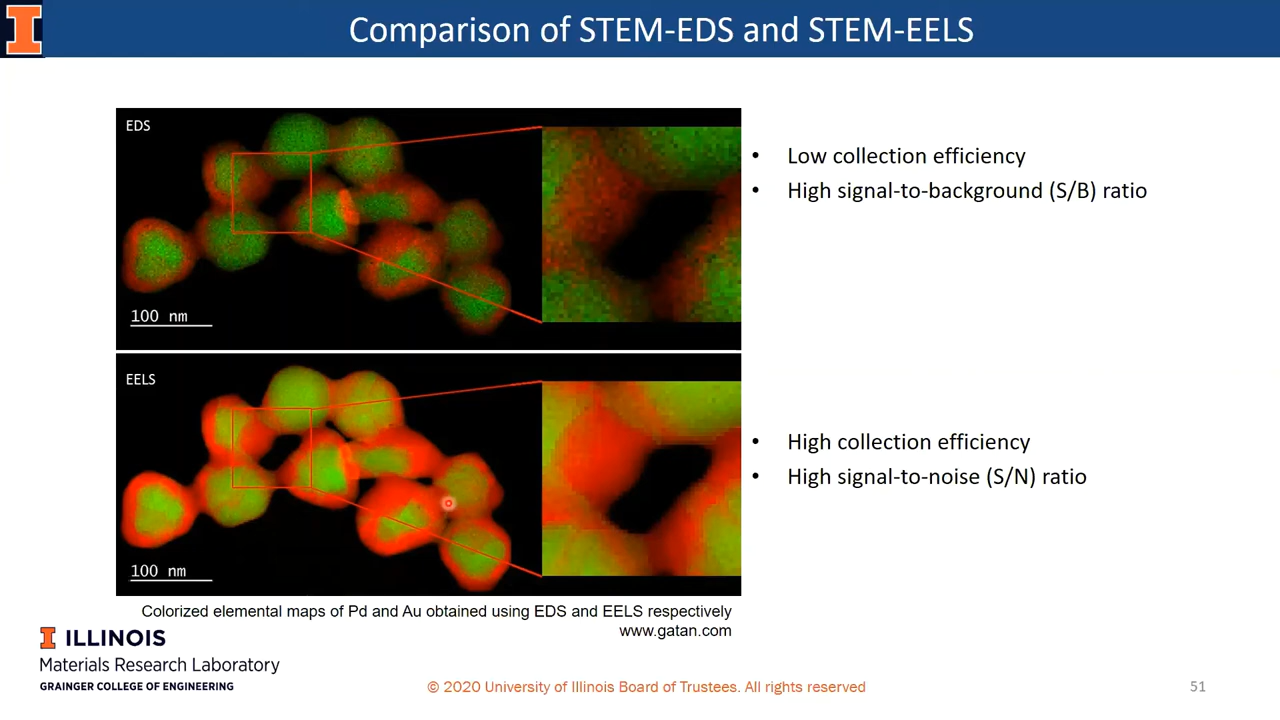 Comparison of STEM-EDS and STEM-EELS
EDS
100 nm
• Low collection efficiency
• High signal-to-background (S/B) ratio
EELS
100 nm
• High collection efficiency
• High signal-to-noise (S/N) ratio
Colorized elemental maps of Pd and Au obtained using EDS and EELS respectively
www.gatan.com
ILLINOIS
Materials Research Laboratory
GRAINGER COLLEGE OF ENGINEERING
© 2020 University of Illinois Board of Trustees. All rights reserved
51